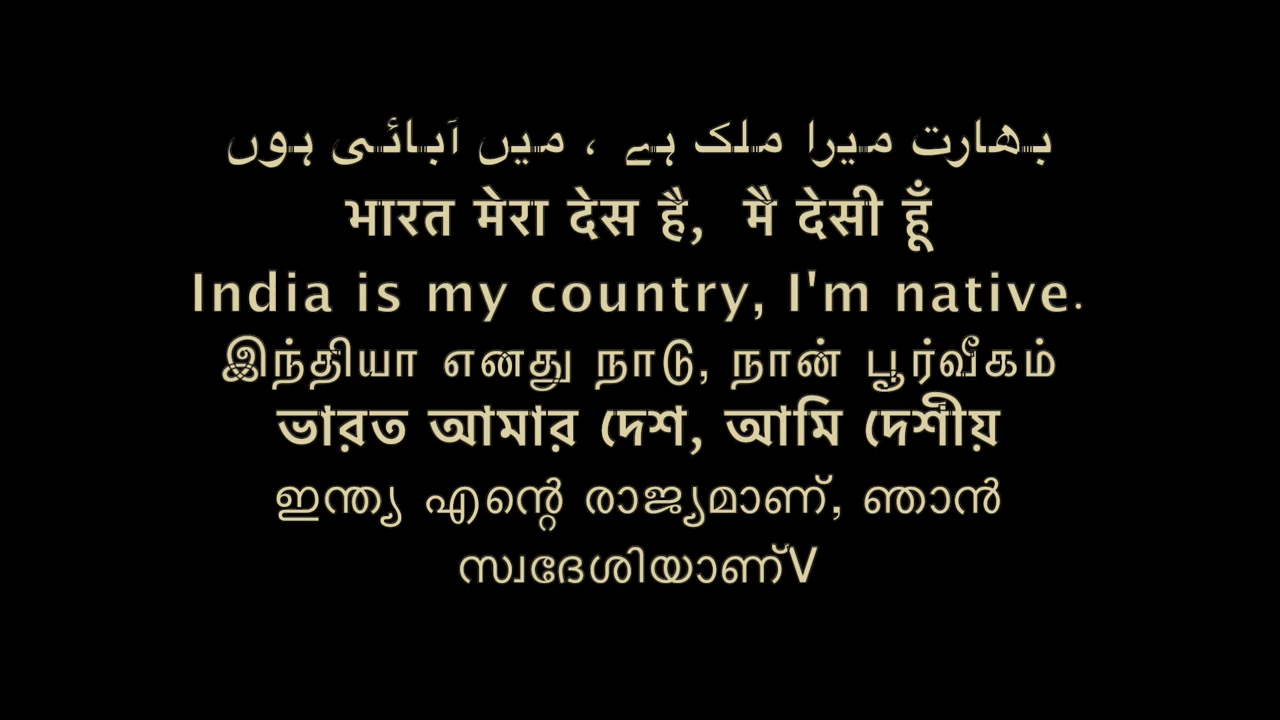 بھارت میرا ملک ہے ، میں آبائی ہوں
भारत मेरा देस है, मै देसी हूँ
India is my country, I'm native.
இந்தியா எனது நாடு, நான் பூர்வீகம்
ভারত আমার দেশ, আমি দেশীয়
ഇന്ത്യ എന്റെ രാജ്യമാണ്, ഞാൻ
സ്വദേശിയാണ്V